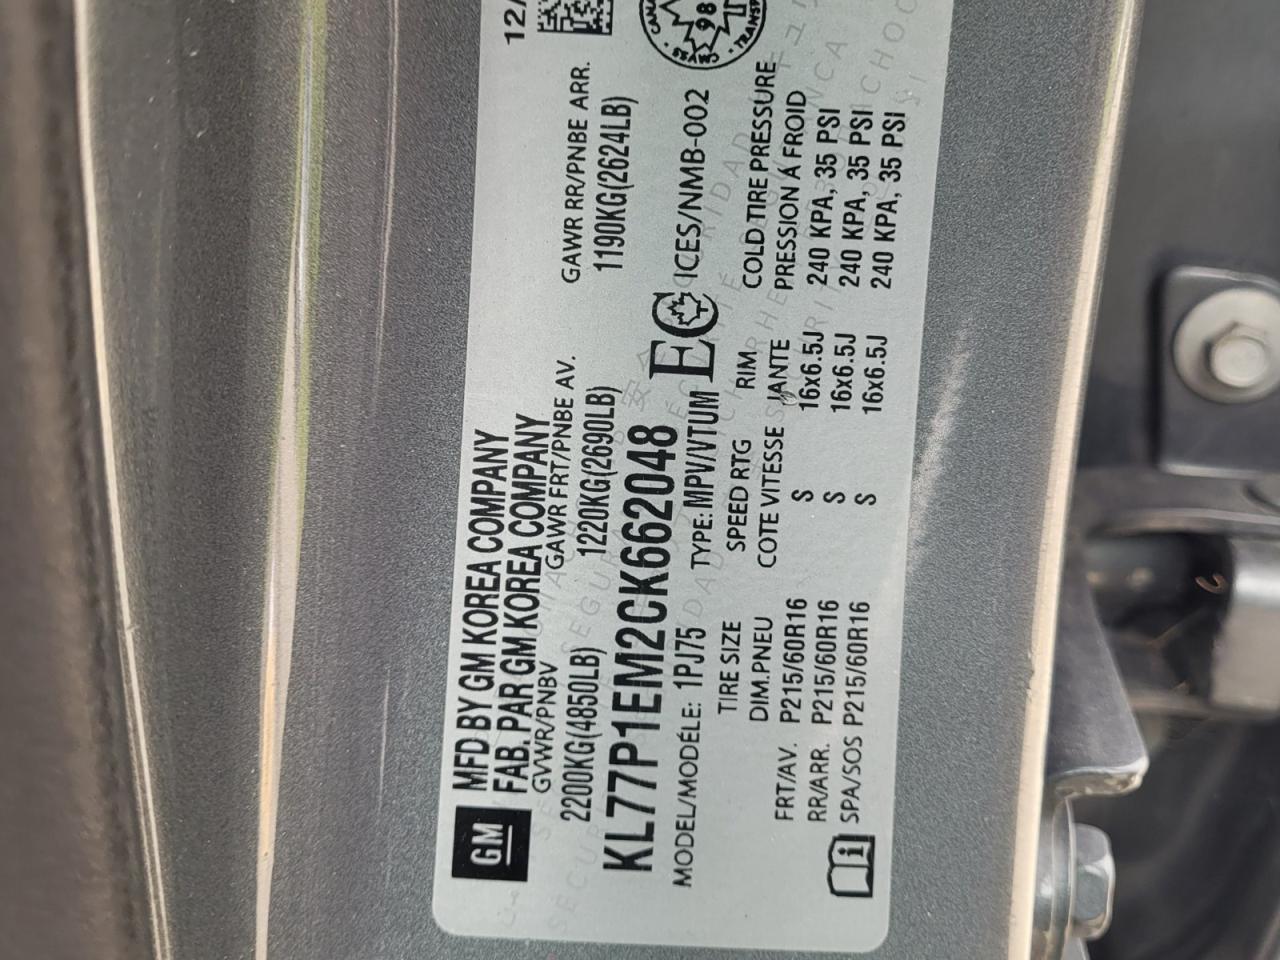 12/
GM
MFD BY GM KOREA COMPANY
FAB. PAR GM KOREA COMPANY
GVWR/PNBV GAWR FRT/PNBE AV. GAWR RR/PNBE ARR.
2200KG(4850LB) 1220KG(2690LB) 1190KG(2624LB)
KL77P1EM2CK662048
MODEL/MODÉLE: 1PJ75 TYPE: MPV/VTUM EC ICES/NMB-002
TIRE SIZE SPEED RTG RIM COLD TIRE PRESSURE
DIM.PNEU COTE VITESSE JANTE PRESSION Á FROID
FRT/AV. P215/60R16 S 16x6.5J 240 KPA, 35 PSI
RR/ARR. P215/60R16 S 16x6.5J 240 KPA, 35 PSI
SPA/SOS P215/60R16 S 16x6.5J 240 KPA, 35 PSI